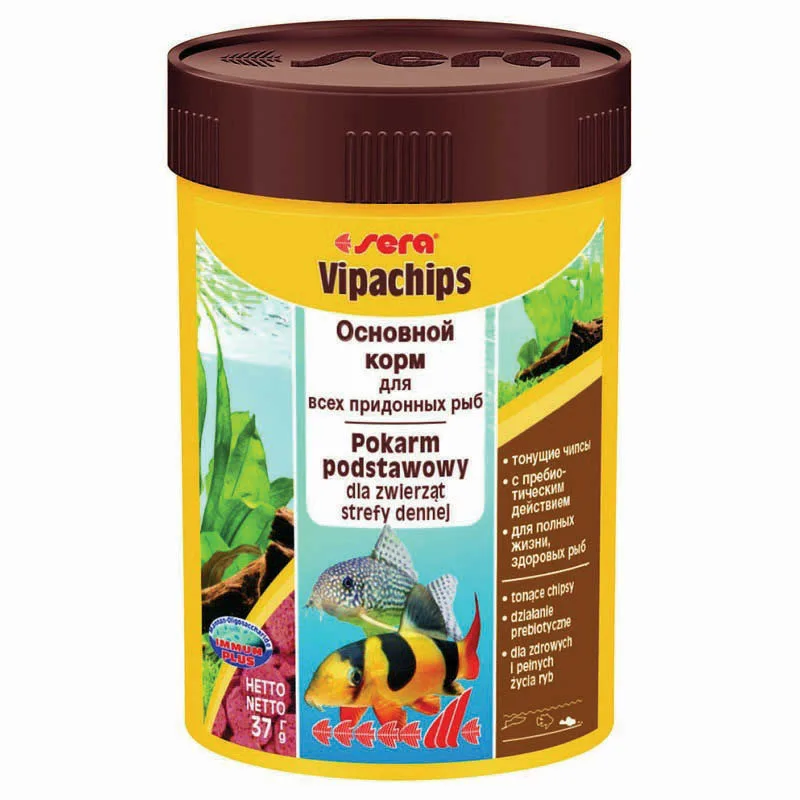 sera
sera®
Vipachips
Основной
корм
для
всех придонных рыб
Pokarm
podstawowy
dla zwierząt
strefy dennej
• тонущие чипсы
• с пребио-
тическим
действием
• для полных
жизни,
здоровых рыб
• tonące chipsy
• działanie
prebiotyczne
• dla zdrowych
i pełnych
życia ryb
Mannan-Oligosaccharide
IMMUN
PLUS
НЕТТО
NETTO
37 г
g